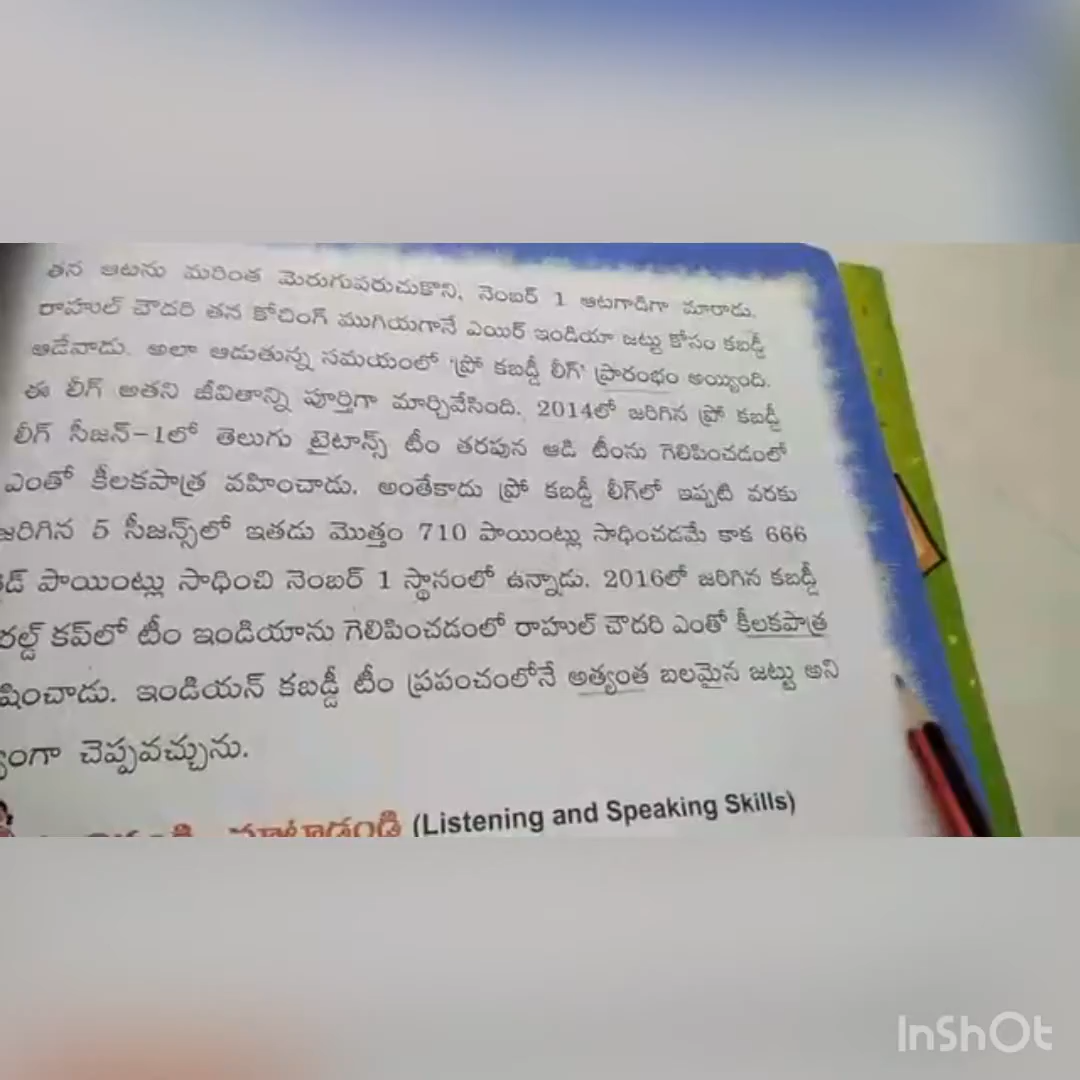 తన ఆటను మరింత మెరుగుపరుచుకొని, నెంబర్ 1 ఆటగాడిగా మారాడు.
రాహుల్ చౌదరి తన కోచింగ్ ముగియగానే ఎయిర్ ఇండియా జట్టు కోసం కబడ్డీ
ఆడేవాడు. అలా ఆడుతున్న సమయంలో 'ప్రో కబడ్డీ లీగ్' ప్రారంభం అయ్యింది.
ఈ లీగ్ అతని జీవితాన్ని పూర్తిగా మార్చివేసింది. 2014లో జరిగిన ప్రో కబడ్డీ
లీగ్ సీజన్-1లో తెలుగు టైటాన్స్ టీం తరపున ఆడి టీంను గెలిపించడంలో
ఎంతో కీలకపాత్ర వహించాడు. అంతేకాదు ప్రో కబడ్డీ లీగ్‌లో ఇప్పటి వరకు
జరిగిన 5 సీజన్స్‌లో ఇతడు మొత్తం 710 పాయింట్లు సాధించడమే కాక 666
పాయింట్లు సాధించి నెంబర్ 1 స్థానంలో ఉన్నాడు. 2016లో జరిగిన కబడ్డీ
కప్‌లో టీం ఇండియాను గెలిపించడంలో రాహుల్ చౌదరి ఎంతో కీలకపాత్ర
ఇండియన్ కబడ్డీ టీం ప్రపంచంలోనే అత్యంత బలమైన జట్టు అని
చెప్పవచ్చును.
మాట్లాడండి (Listening and Speaking Skills)
InShOt